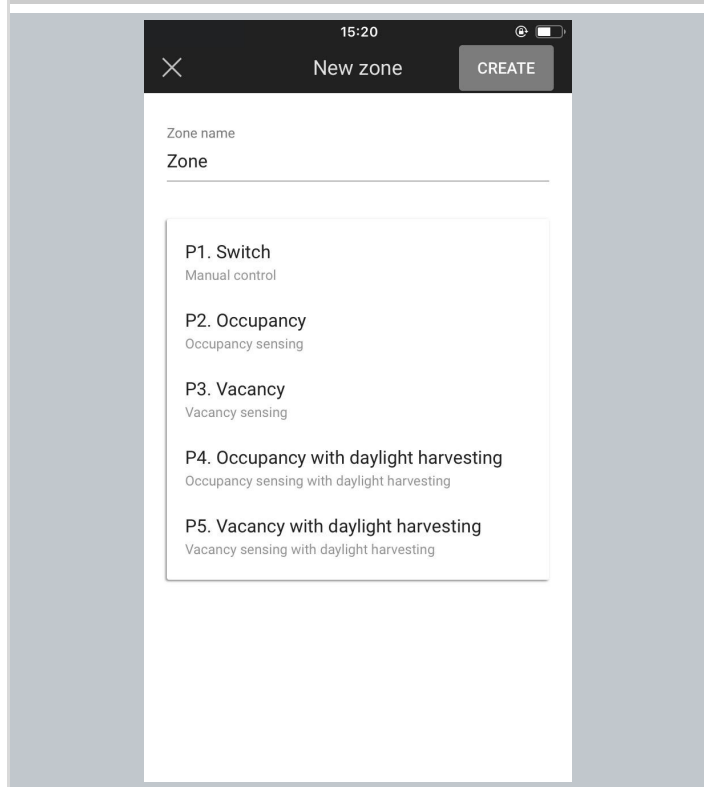 15:20
New zone
CREATE
Zone name
Zone
P1. Switch
Manual control
P2. Occupancy
Occupancy sensing
P3. Vacancy
Vacancy sensing
P4. Occupancy with daylight harvesting
Occupancy sensing with daylight harvesting
P5. Vacancy with daylight harvesting
Vacancy sensing with daylight harvesting